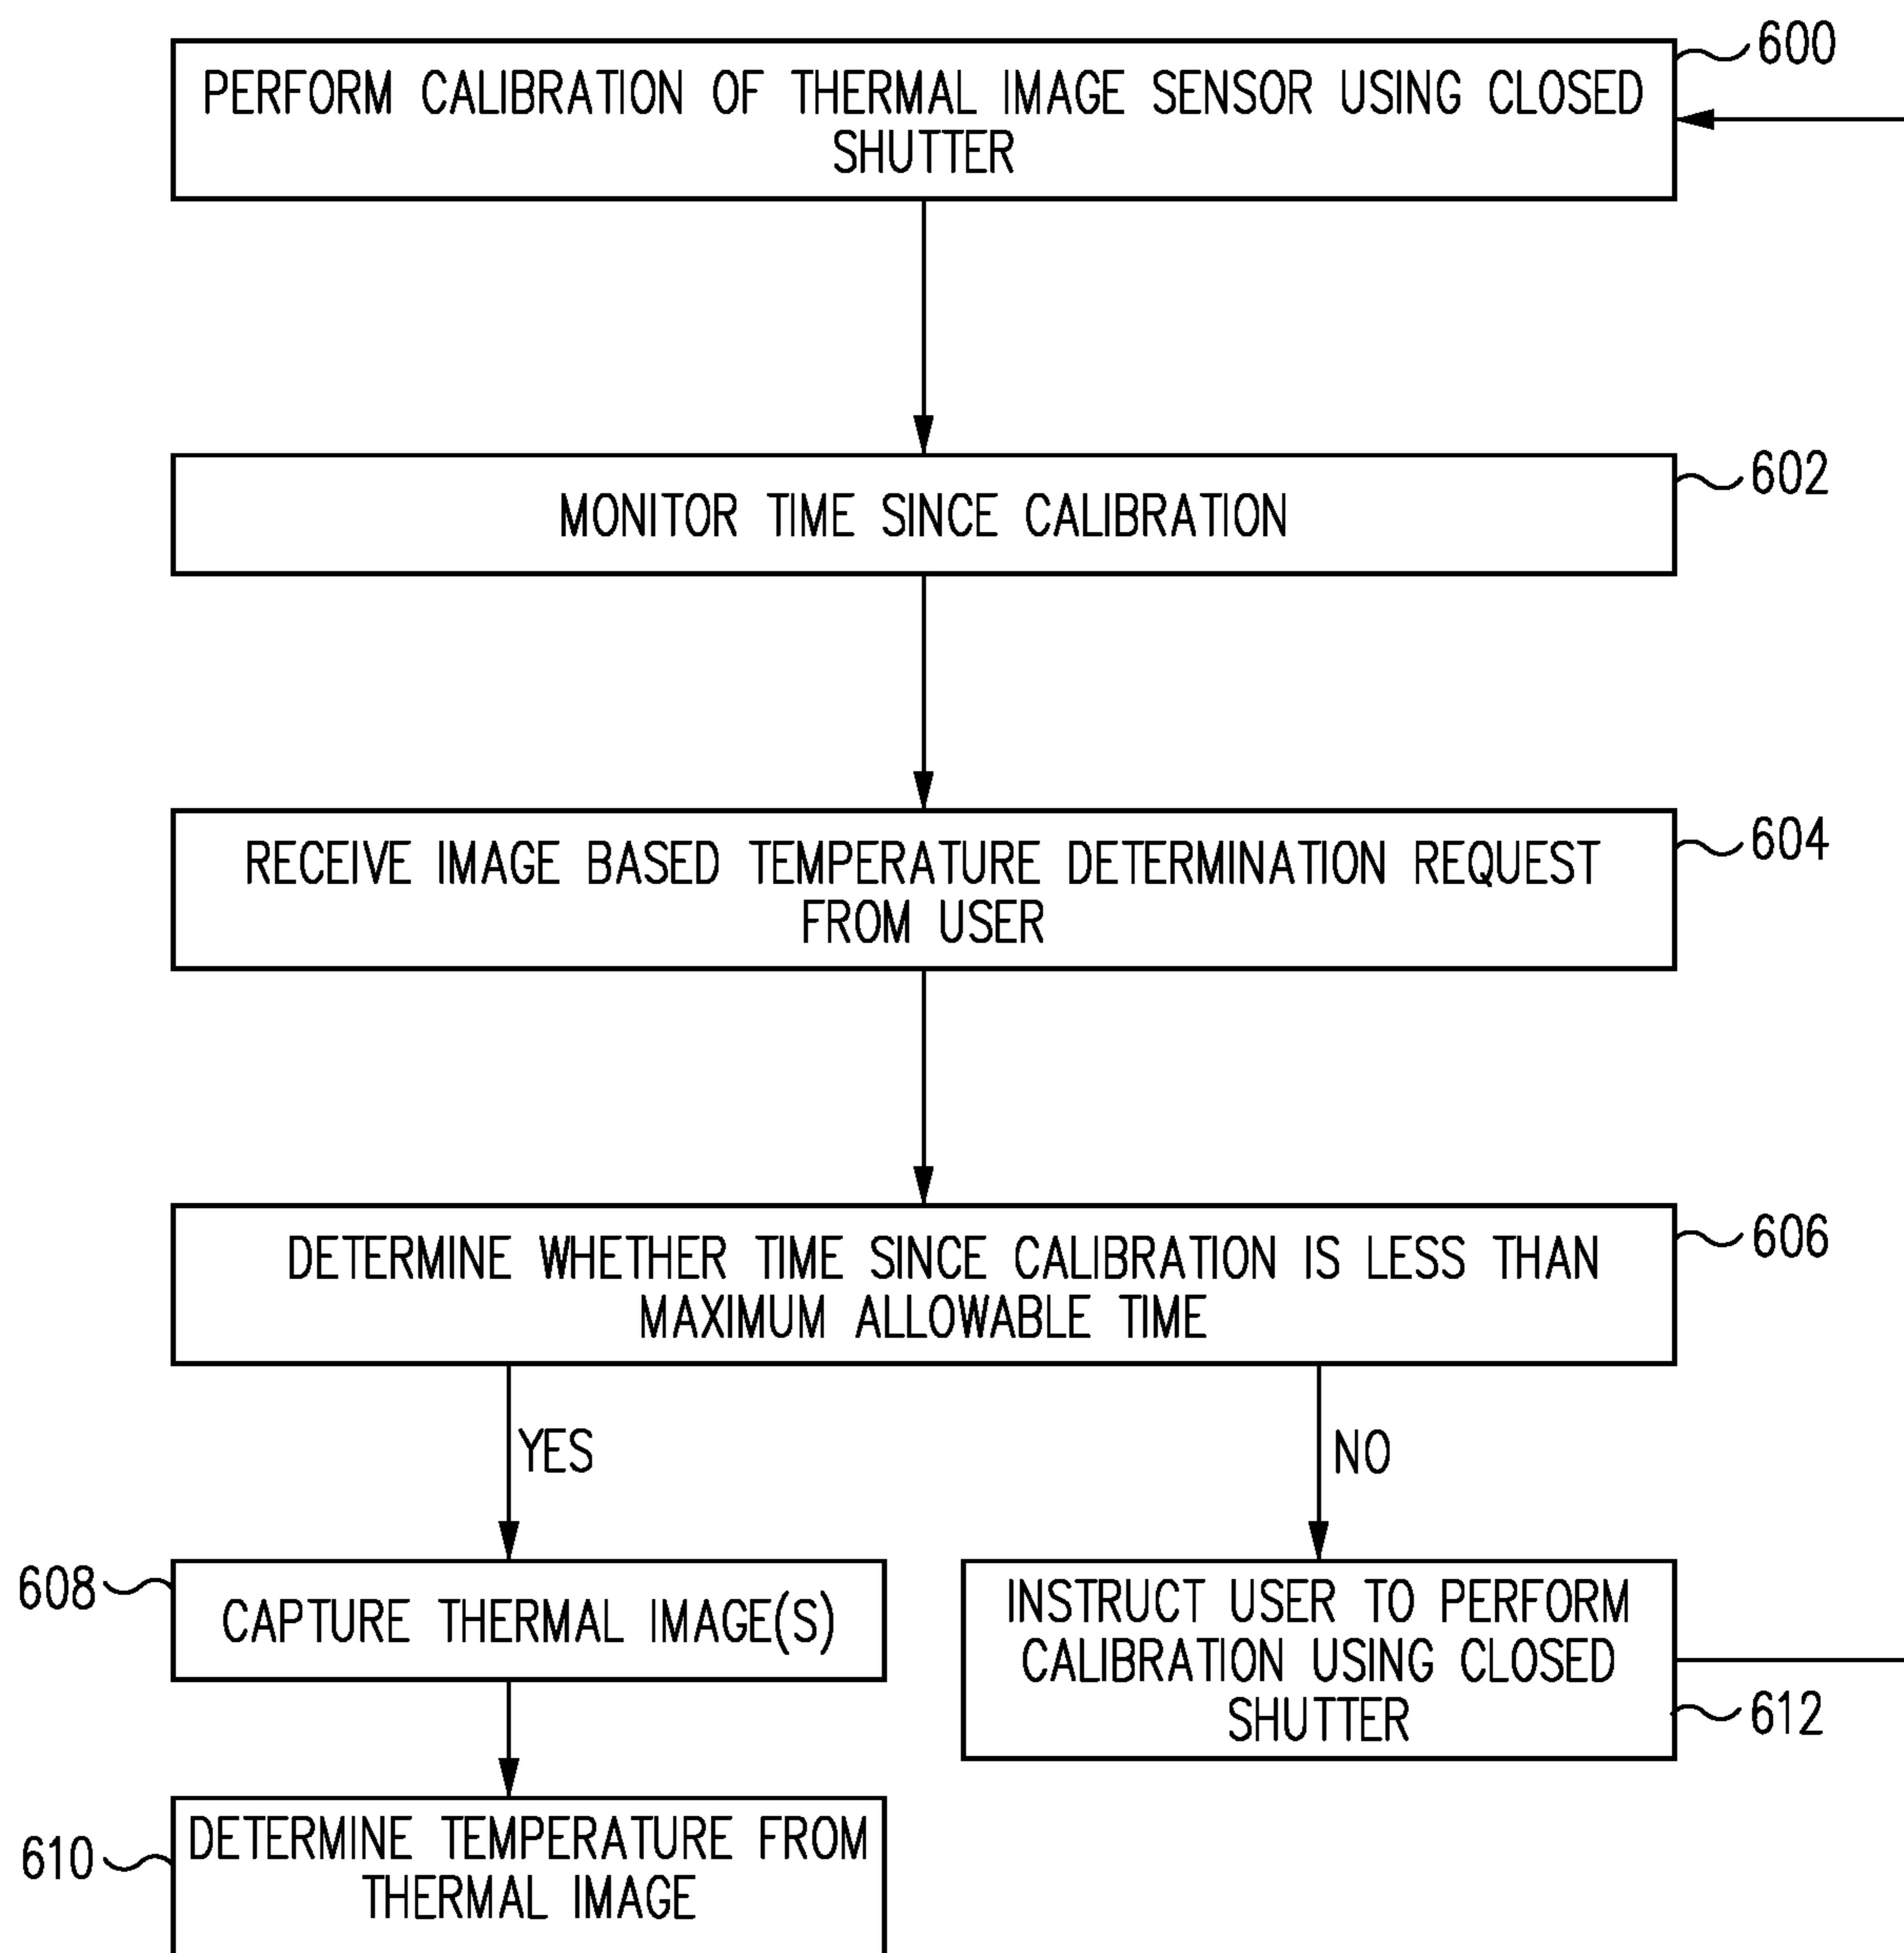 PERFORM CALIBRATION OF THERMAL IMAGE SENSOR USING CLOSED
SHUTTER
600
MONITOR TIME SINCE CALIBRATION
602
RECEIVE IMAGE BASED TEMPERATURE DETERMINATION REQUEST
FROM USER
604
DETERMINE WHETHER TIME SINCE CALIBRATION IS LESS THAN
MAXIMUM ALLOWABLE TIME
606
YES
NO
608
CAPTURE THERMAL IMAGE(S)
INSTRUCT USER TO PERFORM
CALIBRATION USING CLOSED
SHUTTER
612
610
DETERMINE TEMPERATURE FROM
THERMAL IMAGE